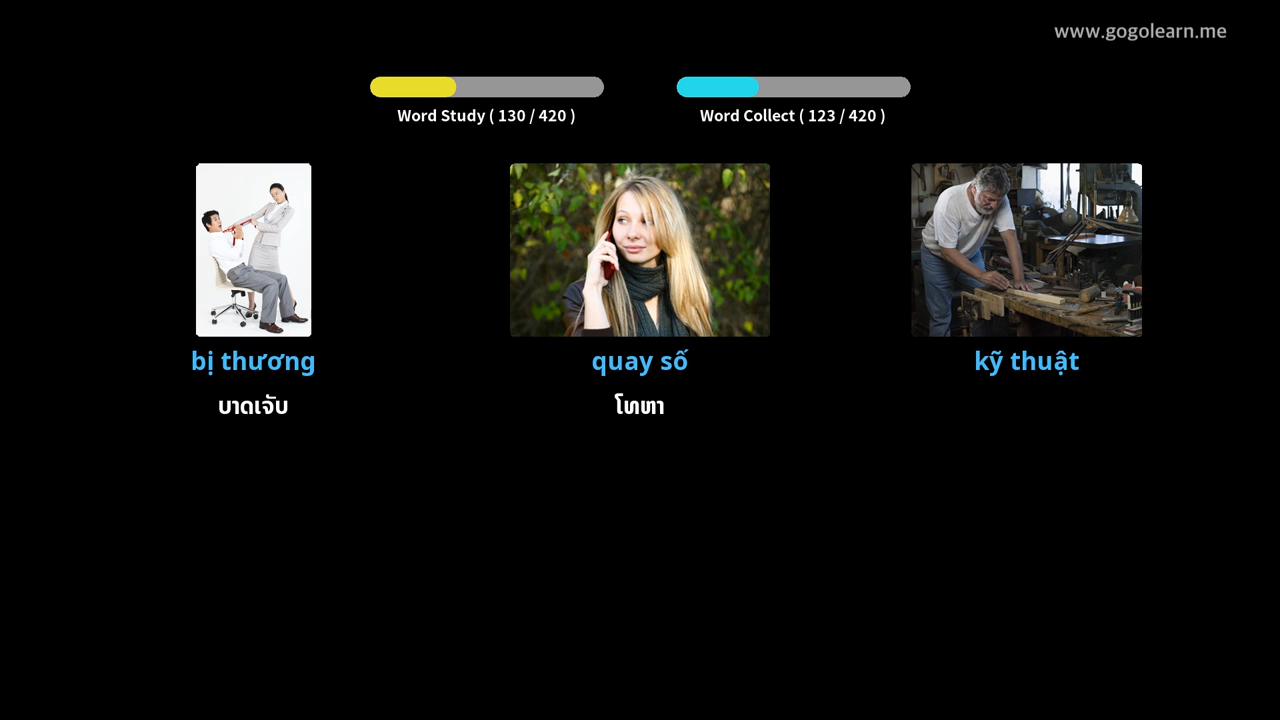 www.gogolearn.me
Word Study ( 130 / 420 )
Word Collect ( 123 / 420 )
bị thương
quay số
kỹ thuật
บาดเจ็บ
โทหา